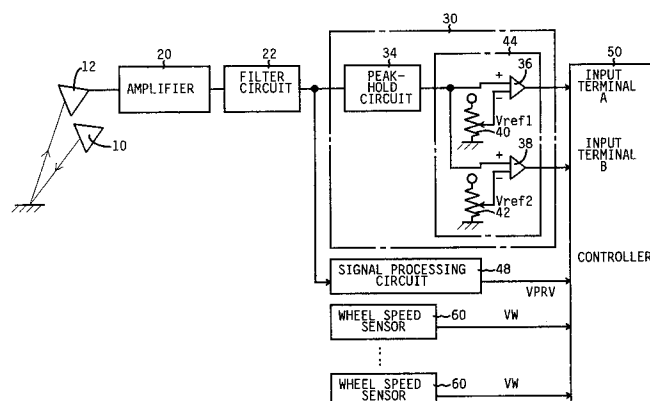 30
12
20
22
34
44
50
AMPLIFIER
FILTER
CIRCUIT
PEAK-
HOLD
CIRCUIT
+
-
36
INPUT
TERMINAL
A
10
Vref1
40
+
-
38
INPUT
TERMINAL
B
Vref2
42
SIGNAL PROCESSING
CIRCUIT
48
CONTROLLER
VPRV
WHEEL SPEED
SENSOR
60
VW
WHEEL SPEED
SENSOR
60
VW